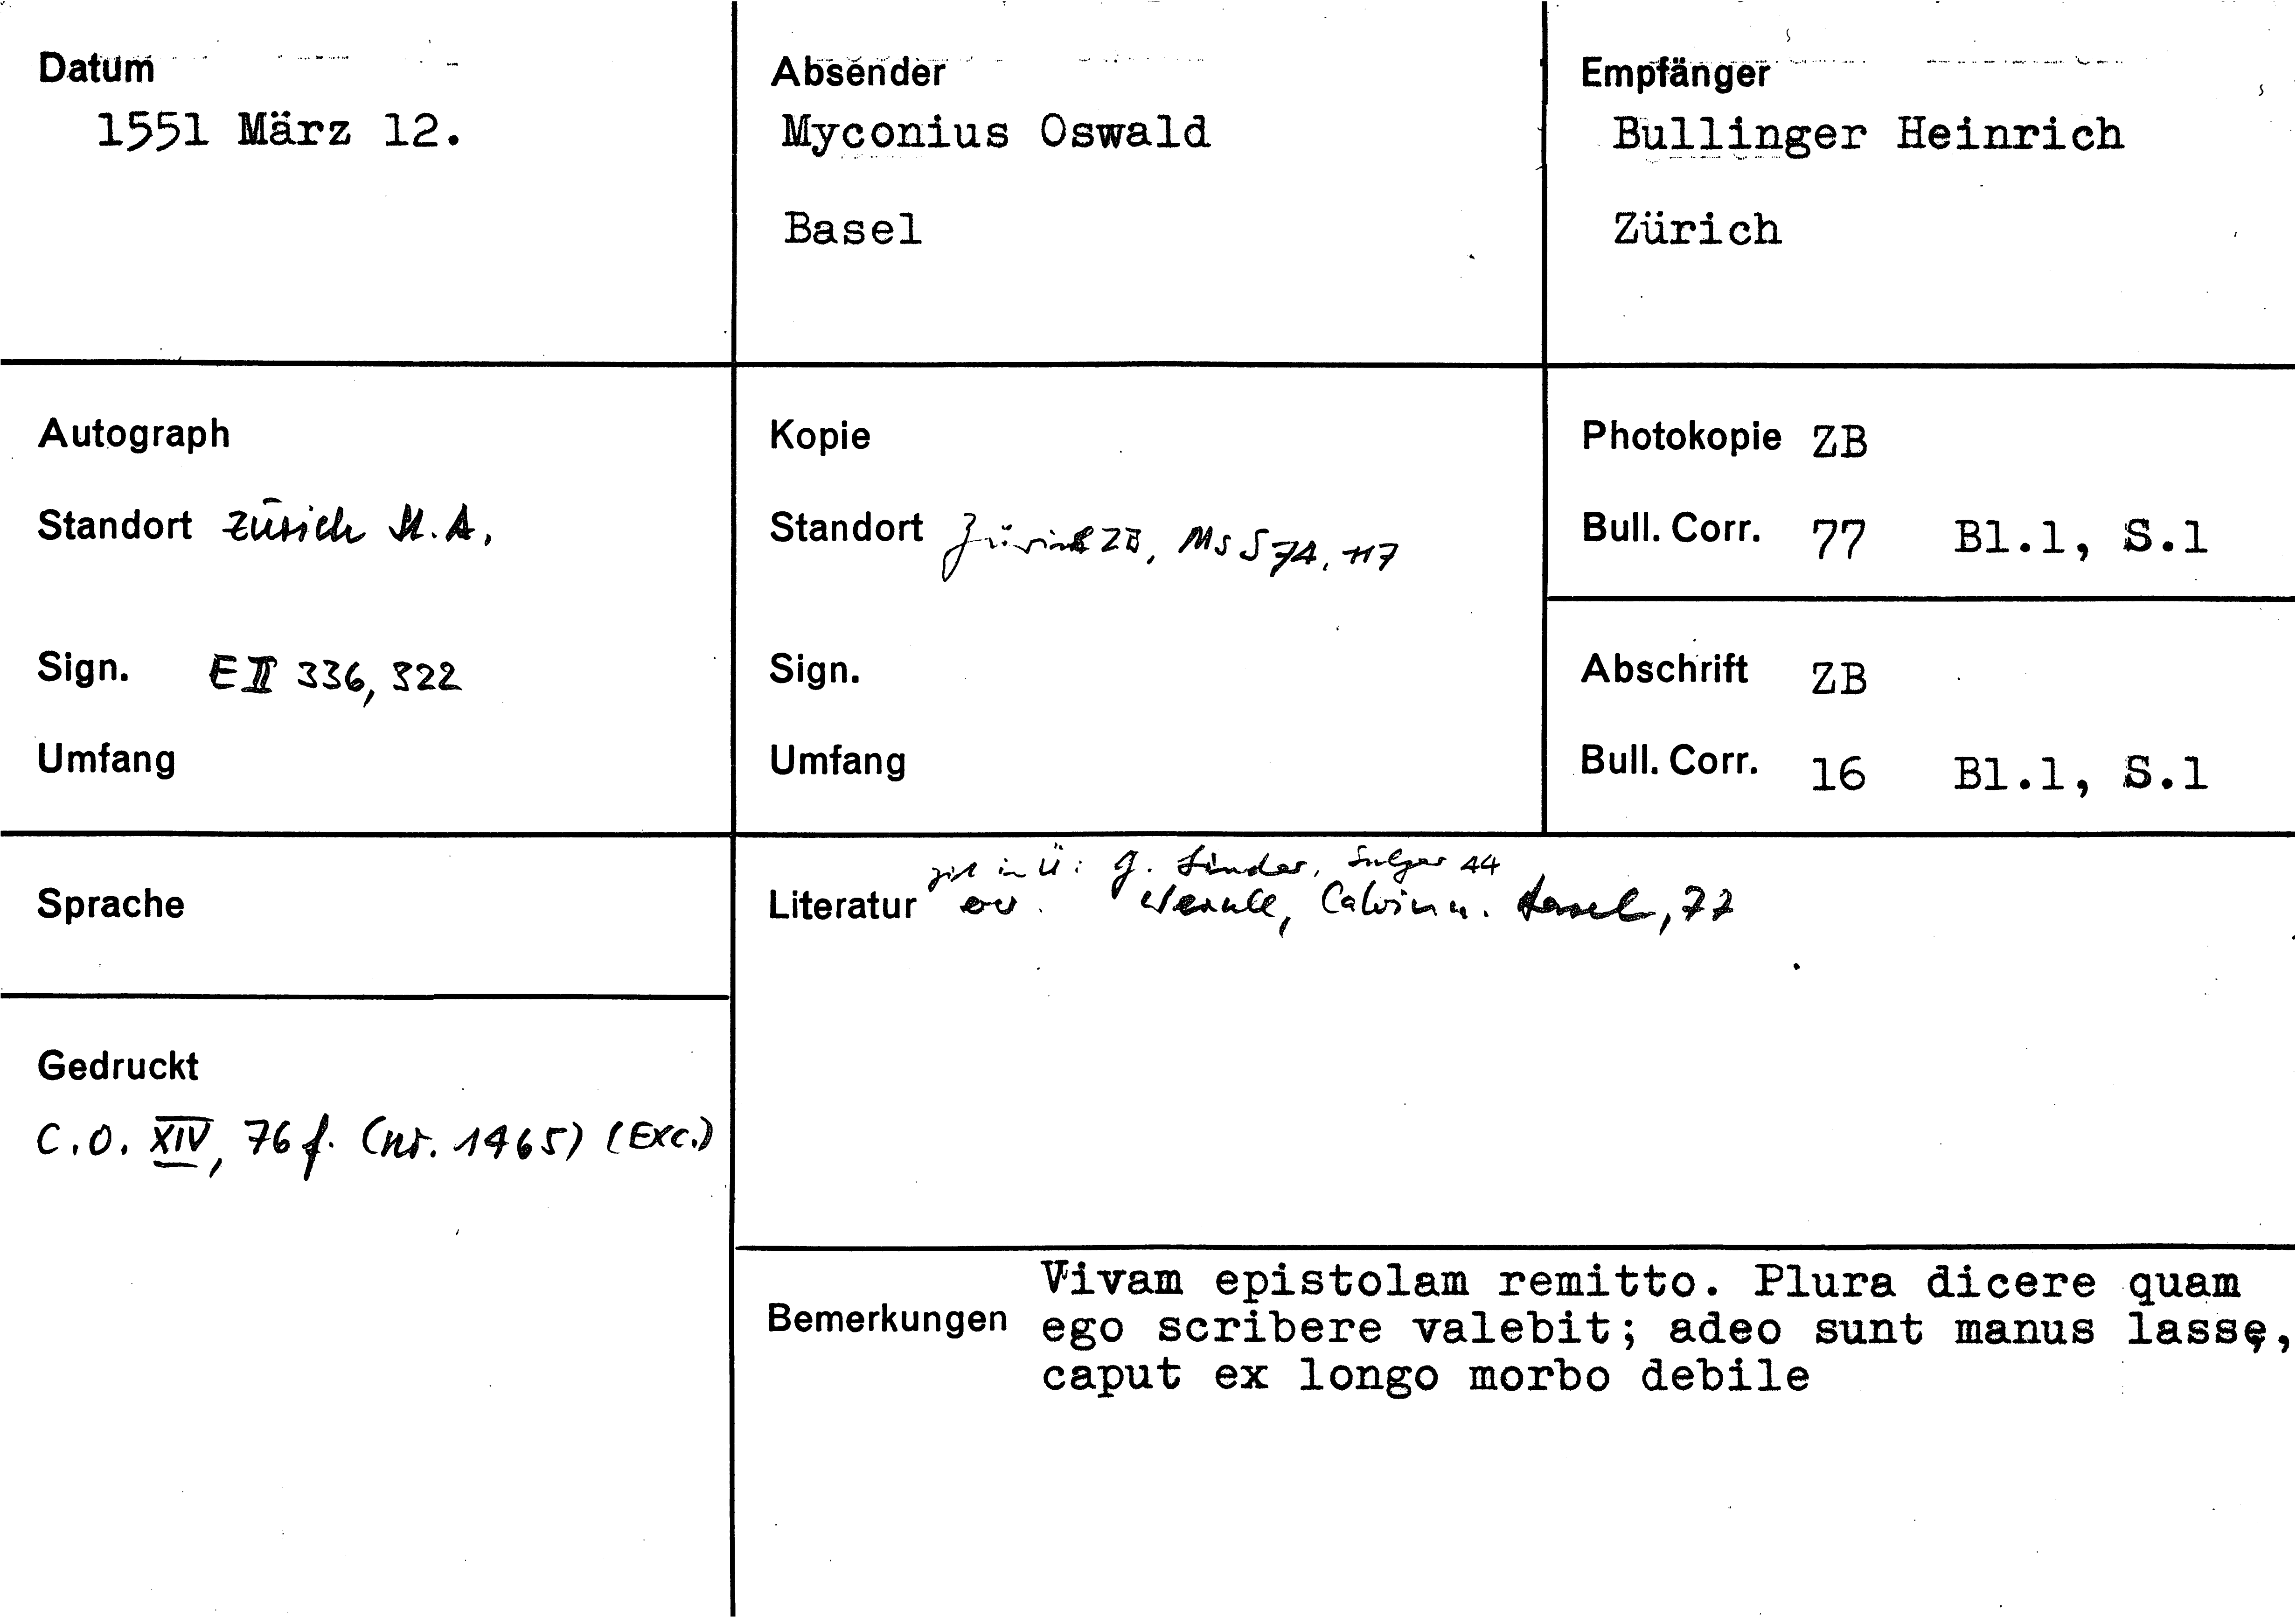 Datum
1551 März 12.
Absender
Myconius Oswald
Basel
Empfänger
Bullinger Heinrich
Zürich
Autograph
Standort Zürich St.A.
Sign. E II 336, 322
Umfang
Kopie
Standort Zürich ZB, Ms S 74, 117
Sign.
Umfang
Photokopie ZB
Bull. Corr. 77 Bl.1, S.1
Abschrift ZB
Bull. Corr. 16 Bl.1, S.1
Sprache
Gedruckt
C.O. XIV, 76 f. (nr. 1465) (Exc.)
zit in Ü: G. Linder, Sulzer 44
Literatur Wernle, Calvin u. Basel, 77
Bemerkungen
Vivam epistolam remitto. Plura dicere quam
ego scribere valebit; adeo sunt manus lassę,
caput ex longo morbo debile